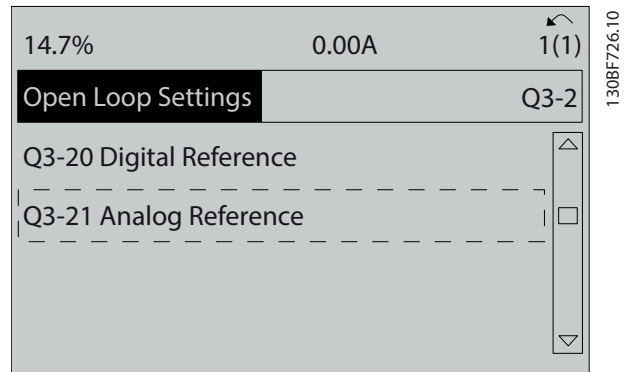 14.7% 0.00A 1(1)
Open Loop Settings Q3-2
Q3-20 Digital Reference
Q3-21 Analog Reference
130BF726.10